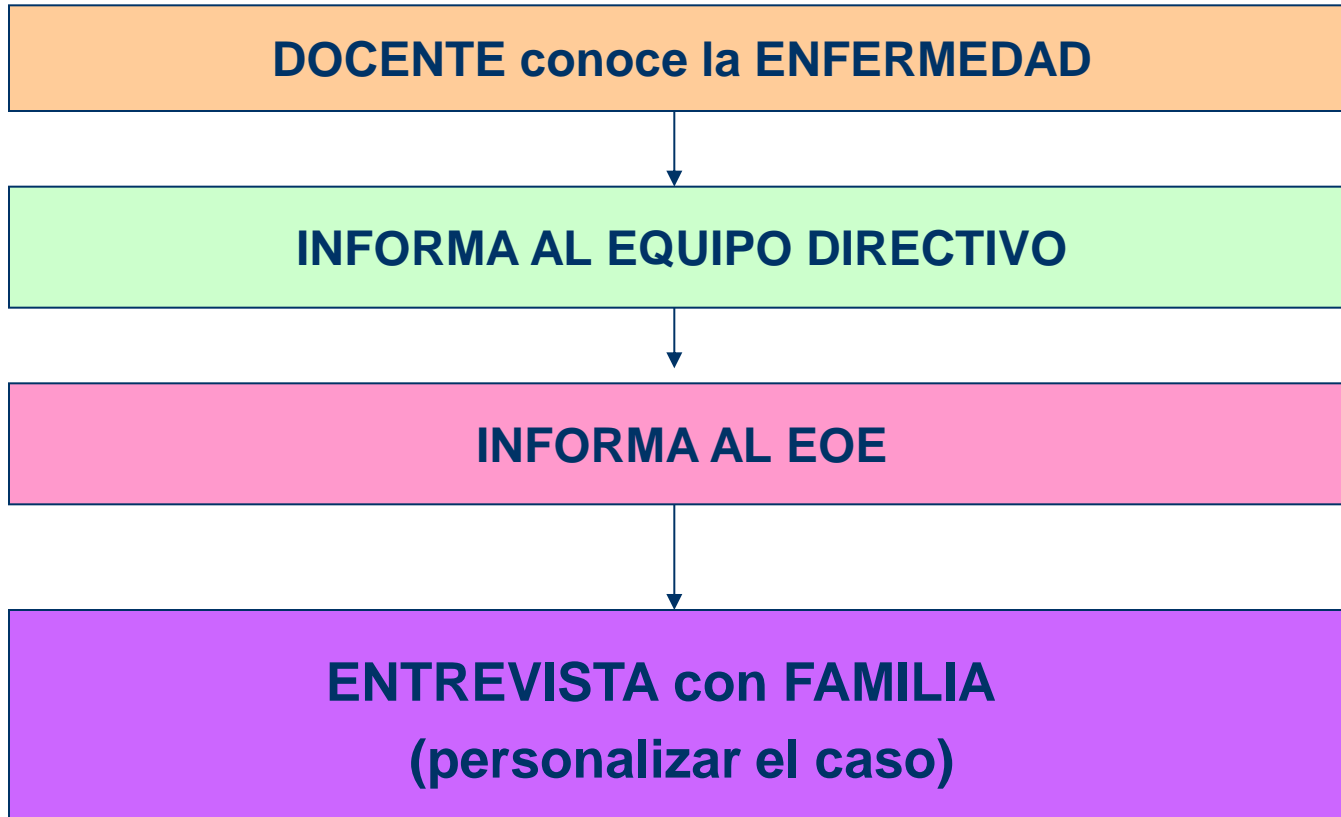 DOCENTE conoce la ENFERMEDAD
INFORMA AL EQUIPO DIRECTIVO
INFORMA AL EOE
ENTREVISTA con FAMILIA
(personalizar el caso)